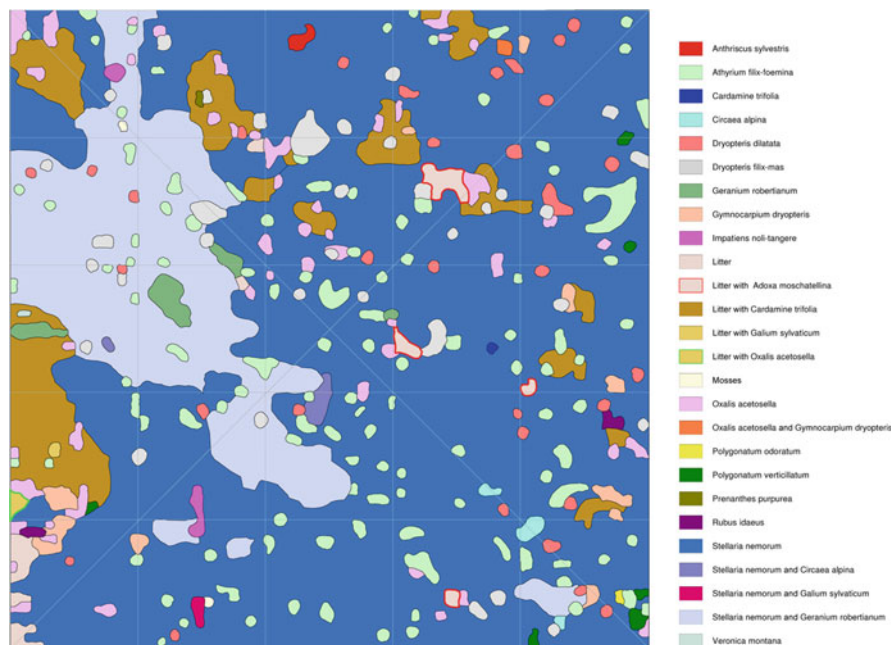 Anthriscus sylvestris
Athyrium filix-foemina
Cardamine trifolia
Circaea alpina
Dryopteris dilatata
Dryopteris filix-mas
Geranium robertianum
Gymnocarpium dryopteris
Impatiens noli-tangere
Litter
Litter with Adoxa moschatellina
Litter with Cardamine trifolia
Litter with Galium sylvaticum
Litter with Oxalis acetosella
Mosses
Oxalis acetosella
Oxalis acetosella and Gymnocarpium dryopteris
Polygonatum odoratum
Polygonatum verticillatum
Prenanthes purpurea
Rubus idaeus
Stellaria nemorum
Stellaria nemorum and Circaea alpina
Stellaria nemorum and Galium sylvaticum
Stellaria nemorum and Geranium robertianum
Veronica montana